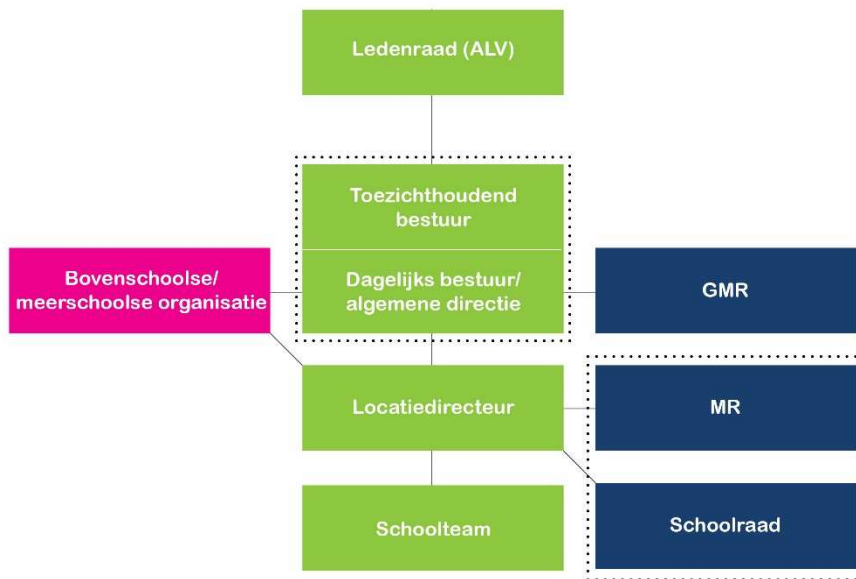 Ledenraad (ALV)
Toezichthoudend
bestuur
Bovenschoolse/
meerschoolse organisatie
Dagelijks bestuur/
algemene directie
GMR
Locatiedirecteur
MR
Schoolteam
Schoolraad